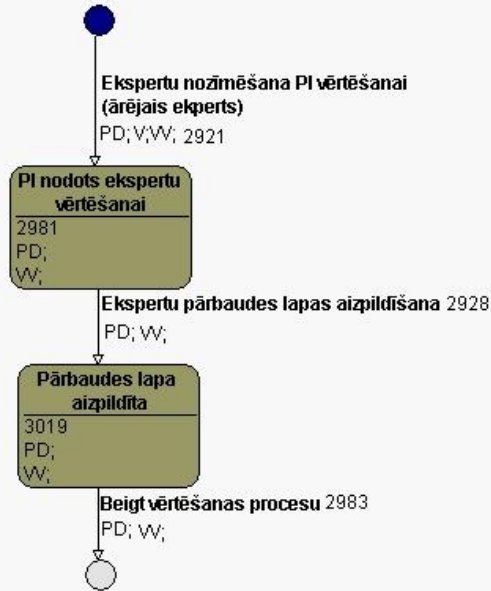 Ekspertu nozīmēšana PI vērtēšanai
(ārējais ekperts)
PD; V;VV; 2921
PI nodots ekspertu
vērtēšanai
2981
PD;
VV;
Ekspertu pārbaudes lapas aizpildīšana 2928
PD; VV;
Pārbaudes lapa
aizpildīta
3019
PD;
VV;
Beigt vērtēšanas procesu 2983
PD; VV;